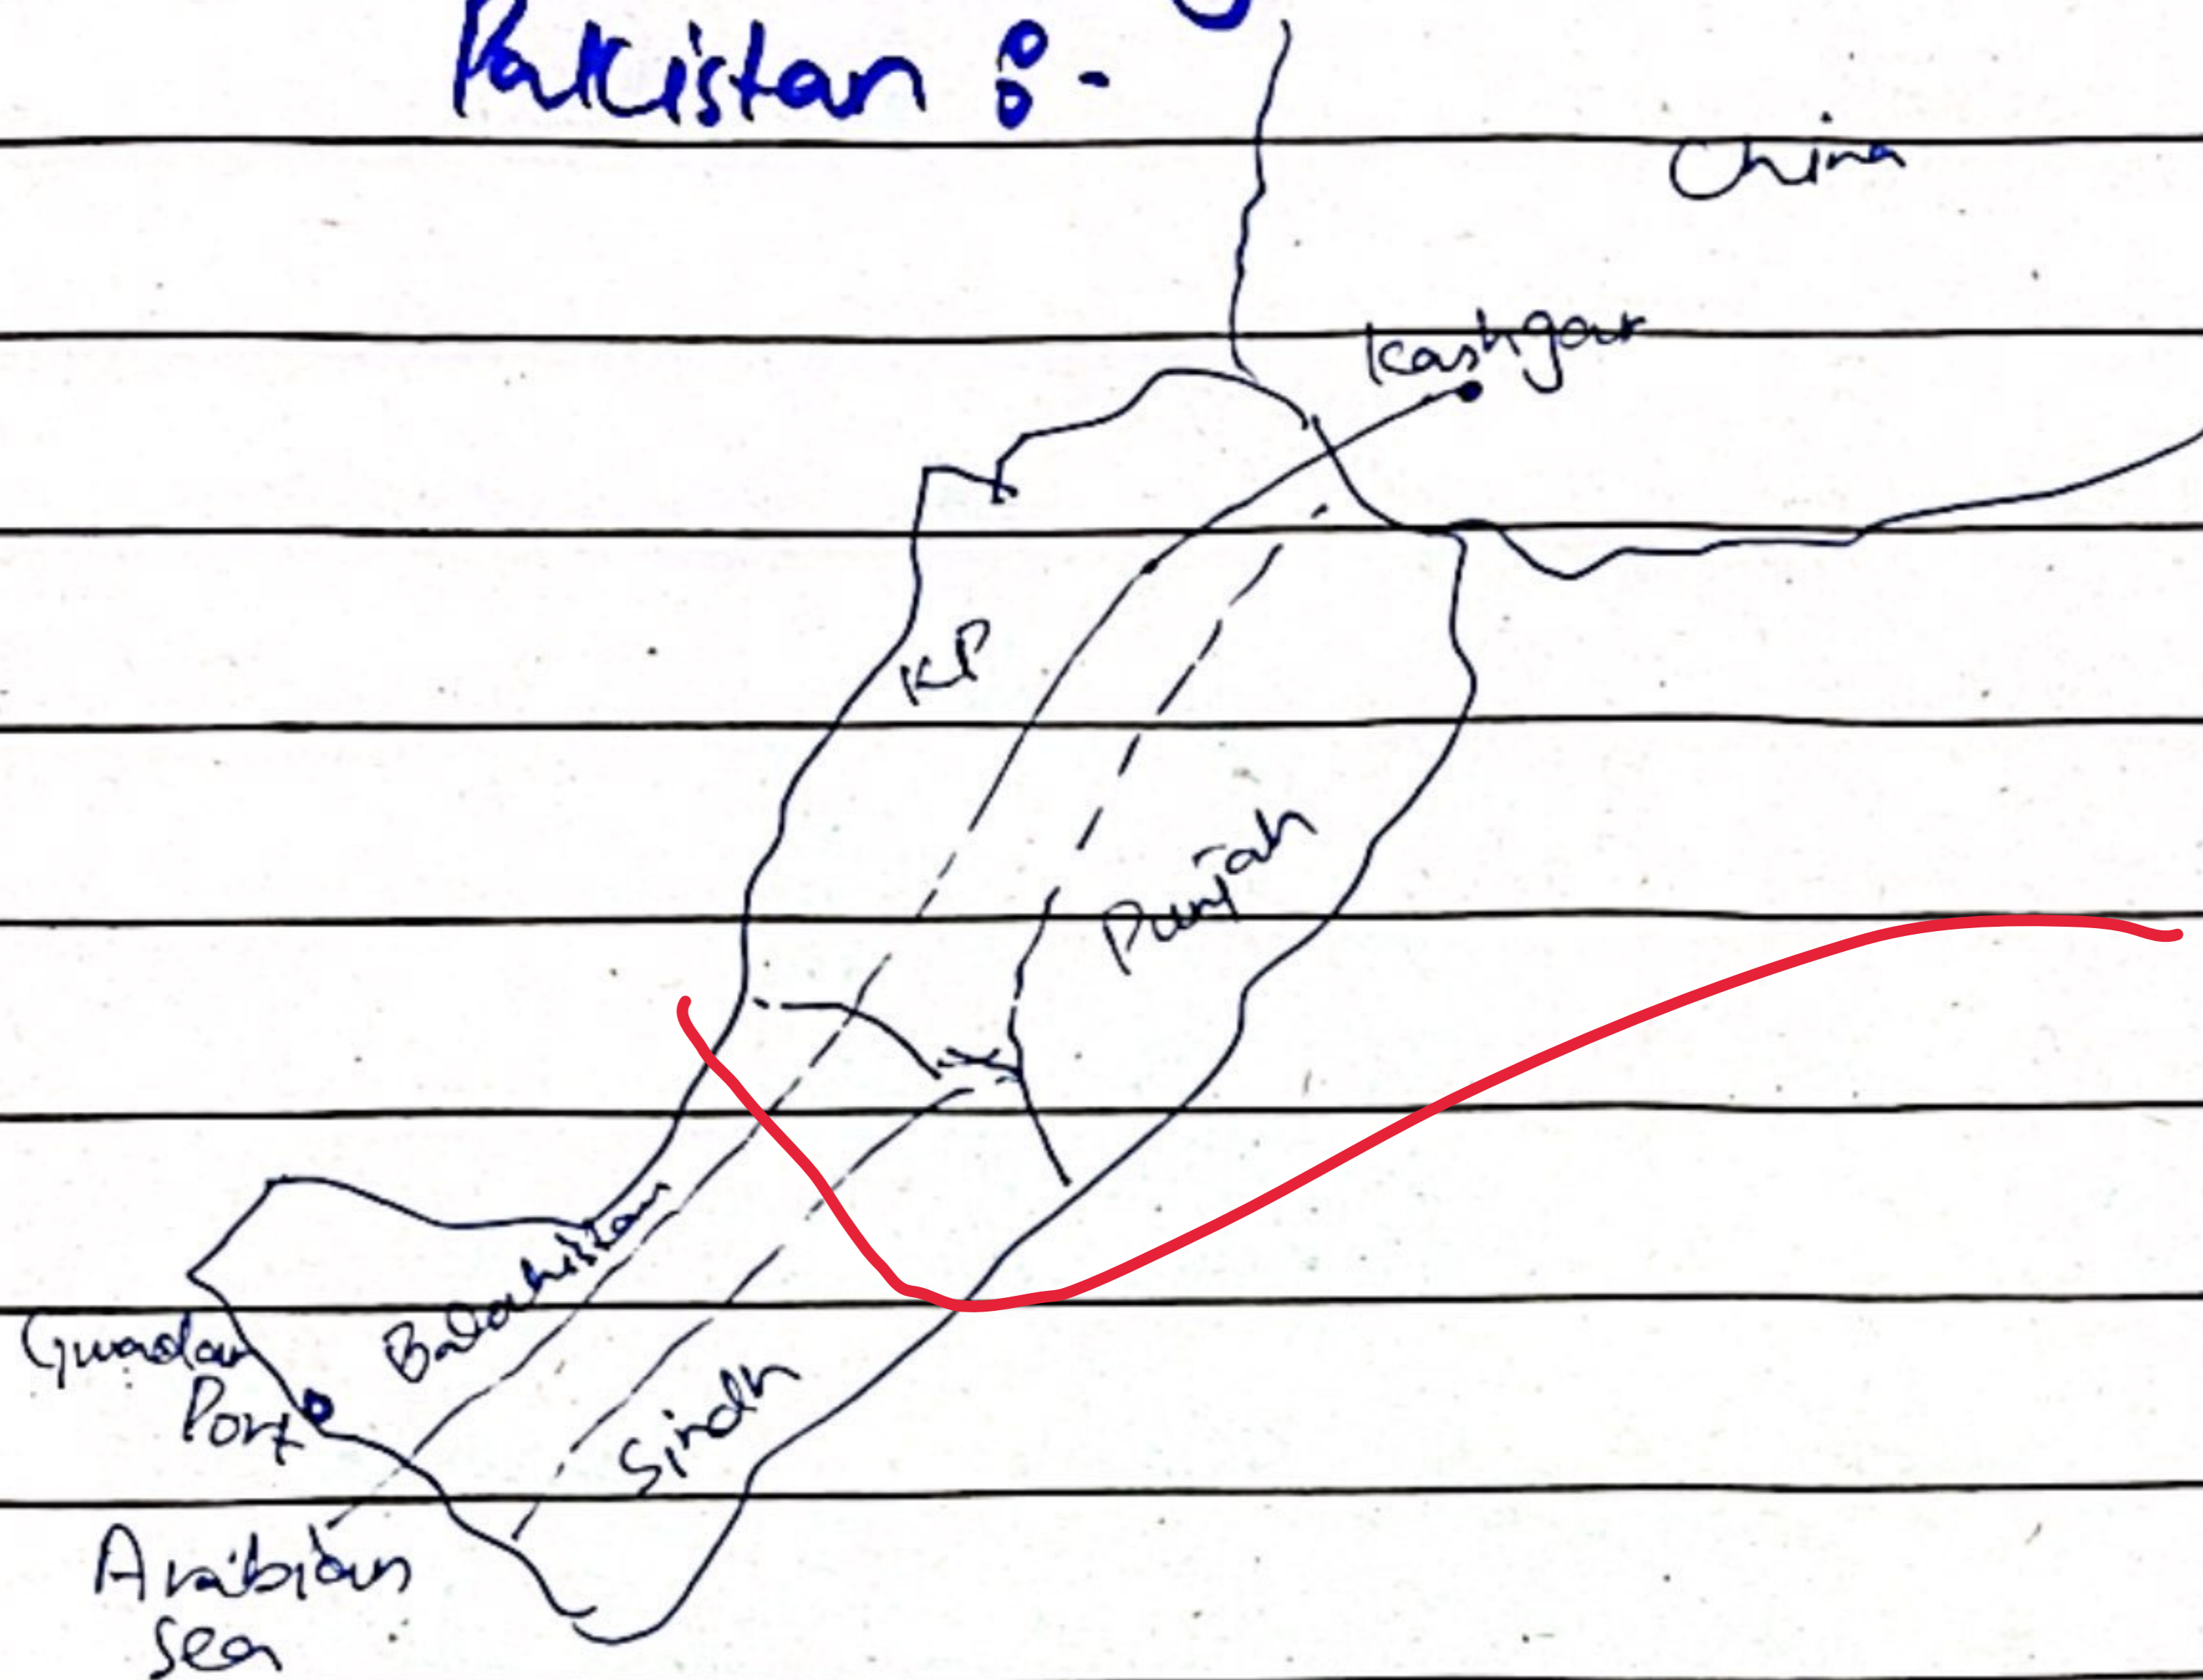 Pakistan :-
China
Kashgar
KP
Punjab
Balochistan
Gwadar
Port
Sindh
Arabian
Sea